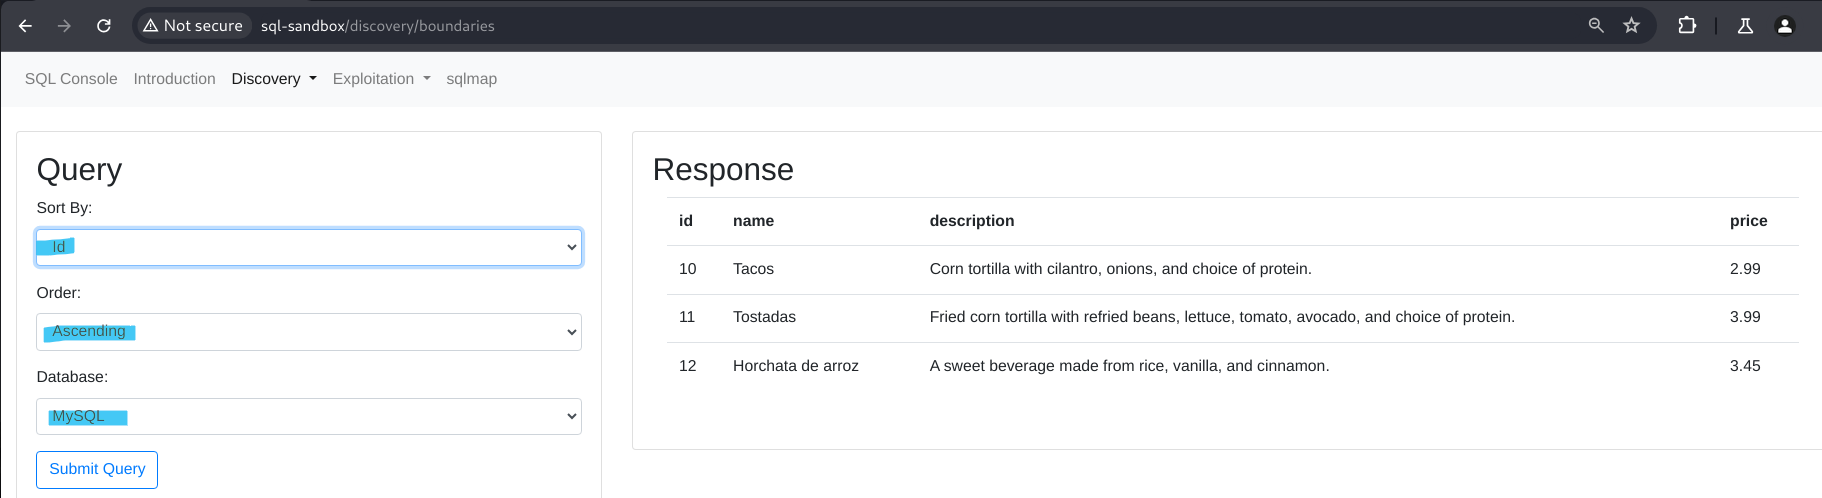 Not secure sql-sandbox/discovery/boundaries
SQL Console Introduction Discovery Exploitation sqlmap
Query
Sort By:
Id
Order:
Ascending
Database:
MySQL
Submit Query
Response
id name description price
10 Tacos Corn tortilla with cilantro, onions, and choice of protein. 2.99
11 Tostadas Fried corn tortilla with refried beans, lettuce, tomato, avocado, and choice of protein. 3.99
12 Horchata de arroz A sweet beverage made from rice, vanilla, and cinnamon. 3.45